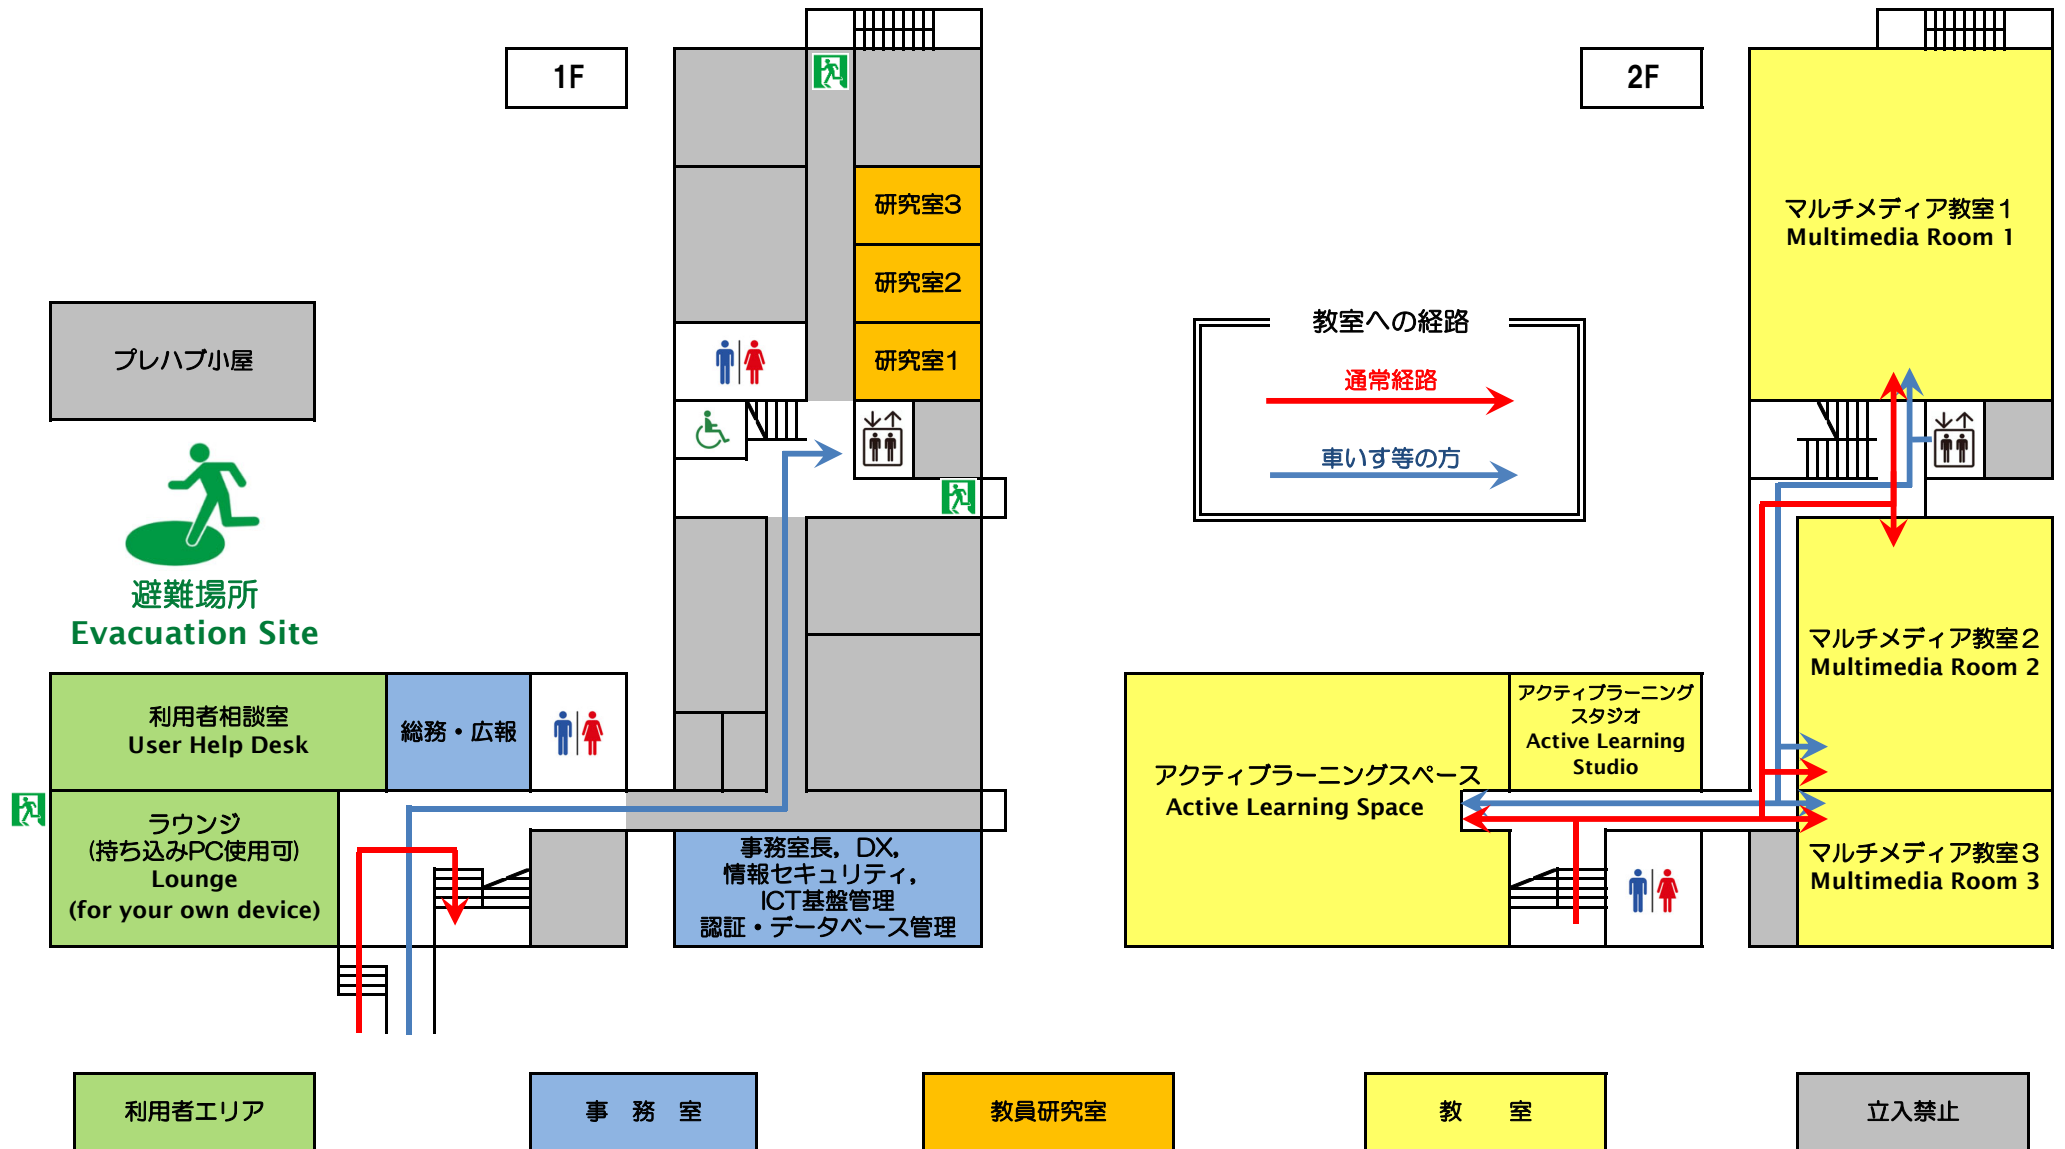 1F
研究室3
研究室2
研究室1
プレハブ小屋
避難場所
Evacuation Site
利用者相談室
User Help Desk
総務・広報
ラウンジ
(持ち込みPC使用可)
Lounge
(for your own device)
事務室長，DX，
情報セキュリティ，
ICT基盤管理
認証・データベース管理
2F
マルチメディア教室１
Multimedia Room 1
教室への経路
通常経路
車いす等の方
マルチメディア教室２
Multimedia Room 2
アクティブラーニング
スタジオ
Active Learning
Studio
アクティブラーニングスペース
Active Learning Space
マルチメディア教室３
Multimedia Room 3
利用者エリア
事　務　室
教員研究室
教　　室
立入禁止